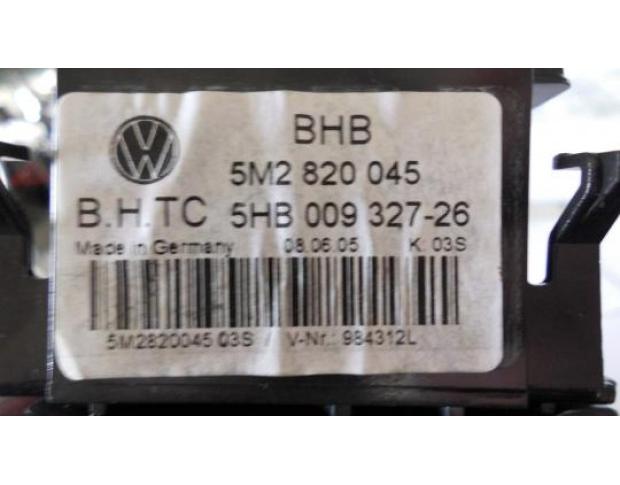 BHB
5M2 820 045
B.H.TC 5HB 009 327-26
Made in Germany 08.06.05 K: 03S
5M2820045 03S / V-Nr.: 984312L